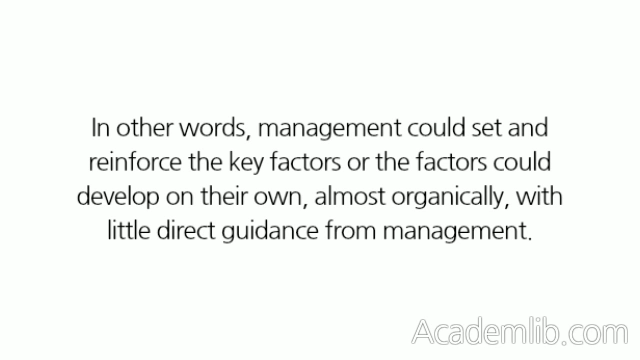 In other words, management could set and
reinforce the key factors or the factors could
develop on their own, almost organically, with
little direct guidance from management.
Academlib.com